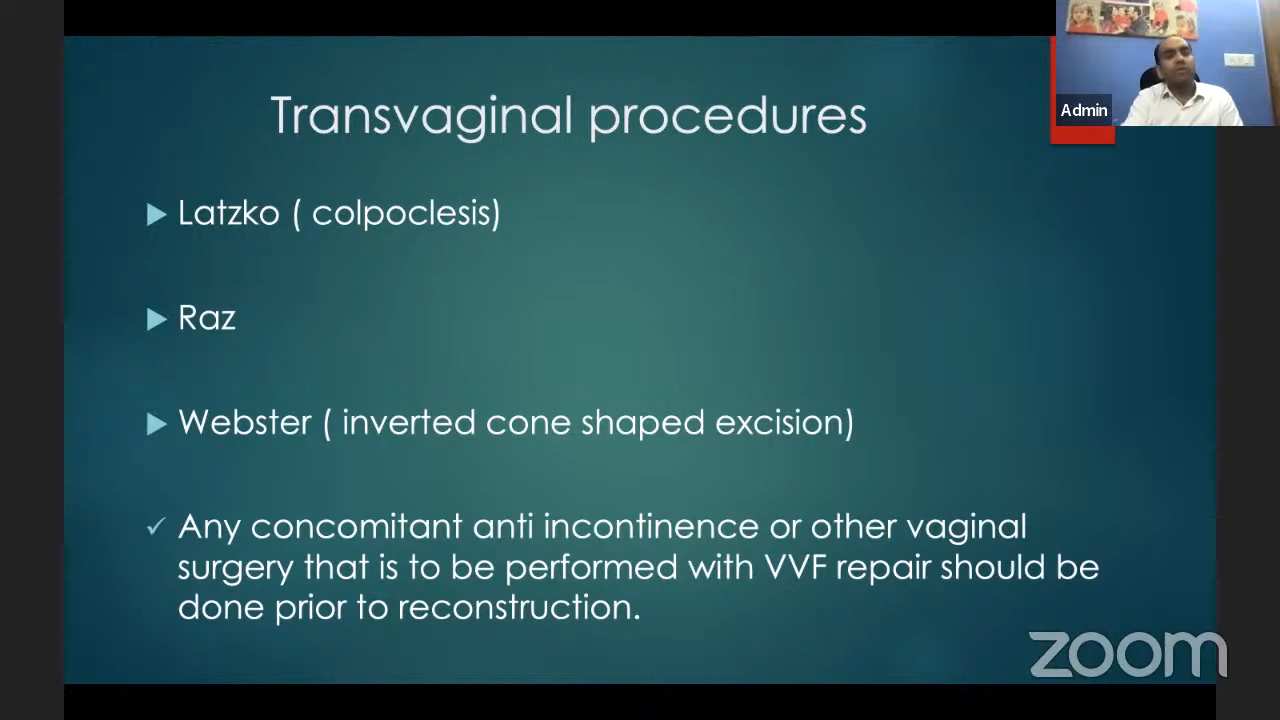 Transvaginal procedures
Admin
Latzko ( colpoclesis)
Raz
Webster ( inverted cone shaped excision)
Any concomitant anti incontinence or other vaginal
surgery that is to be performed with VVF repair should be
done prior to reconstruction.
zoom